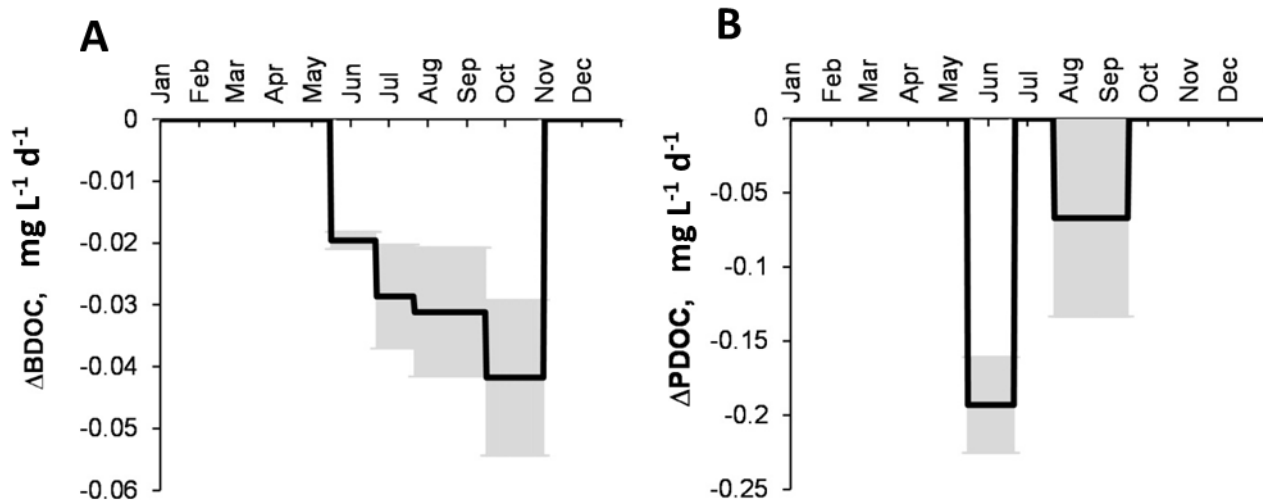 A
Jan Feb Mar Apr May Jun Jul Aug Sep Oct Nov Dec
0
-0.01
-0.02
-0.03
-0.04
-0.05
-0.06
ΔBDOC, mg L⁻¹ d⁻¹
B
Jan Feb Mar Apr May Jun Jul Aug Sep Oct Nov Dec
0
-0.05
-0.1
-0.15
-0.2
-0.25
ΔPDOC, mg L⁻¹ d⁻¹